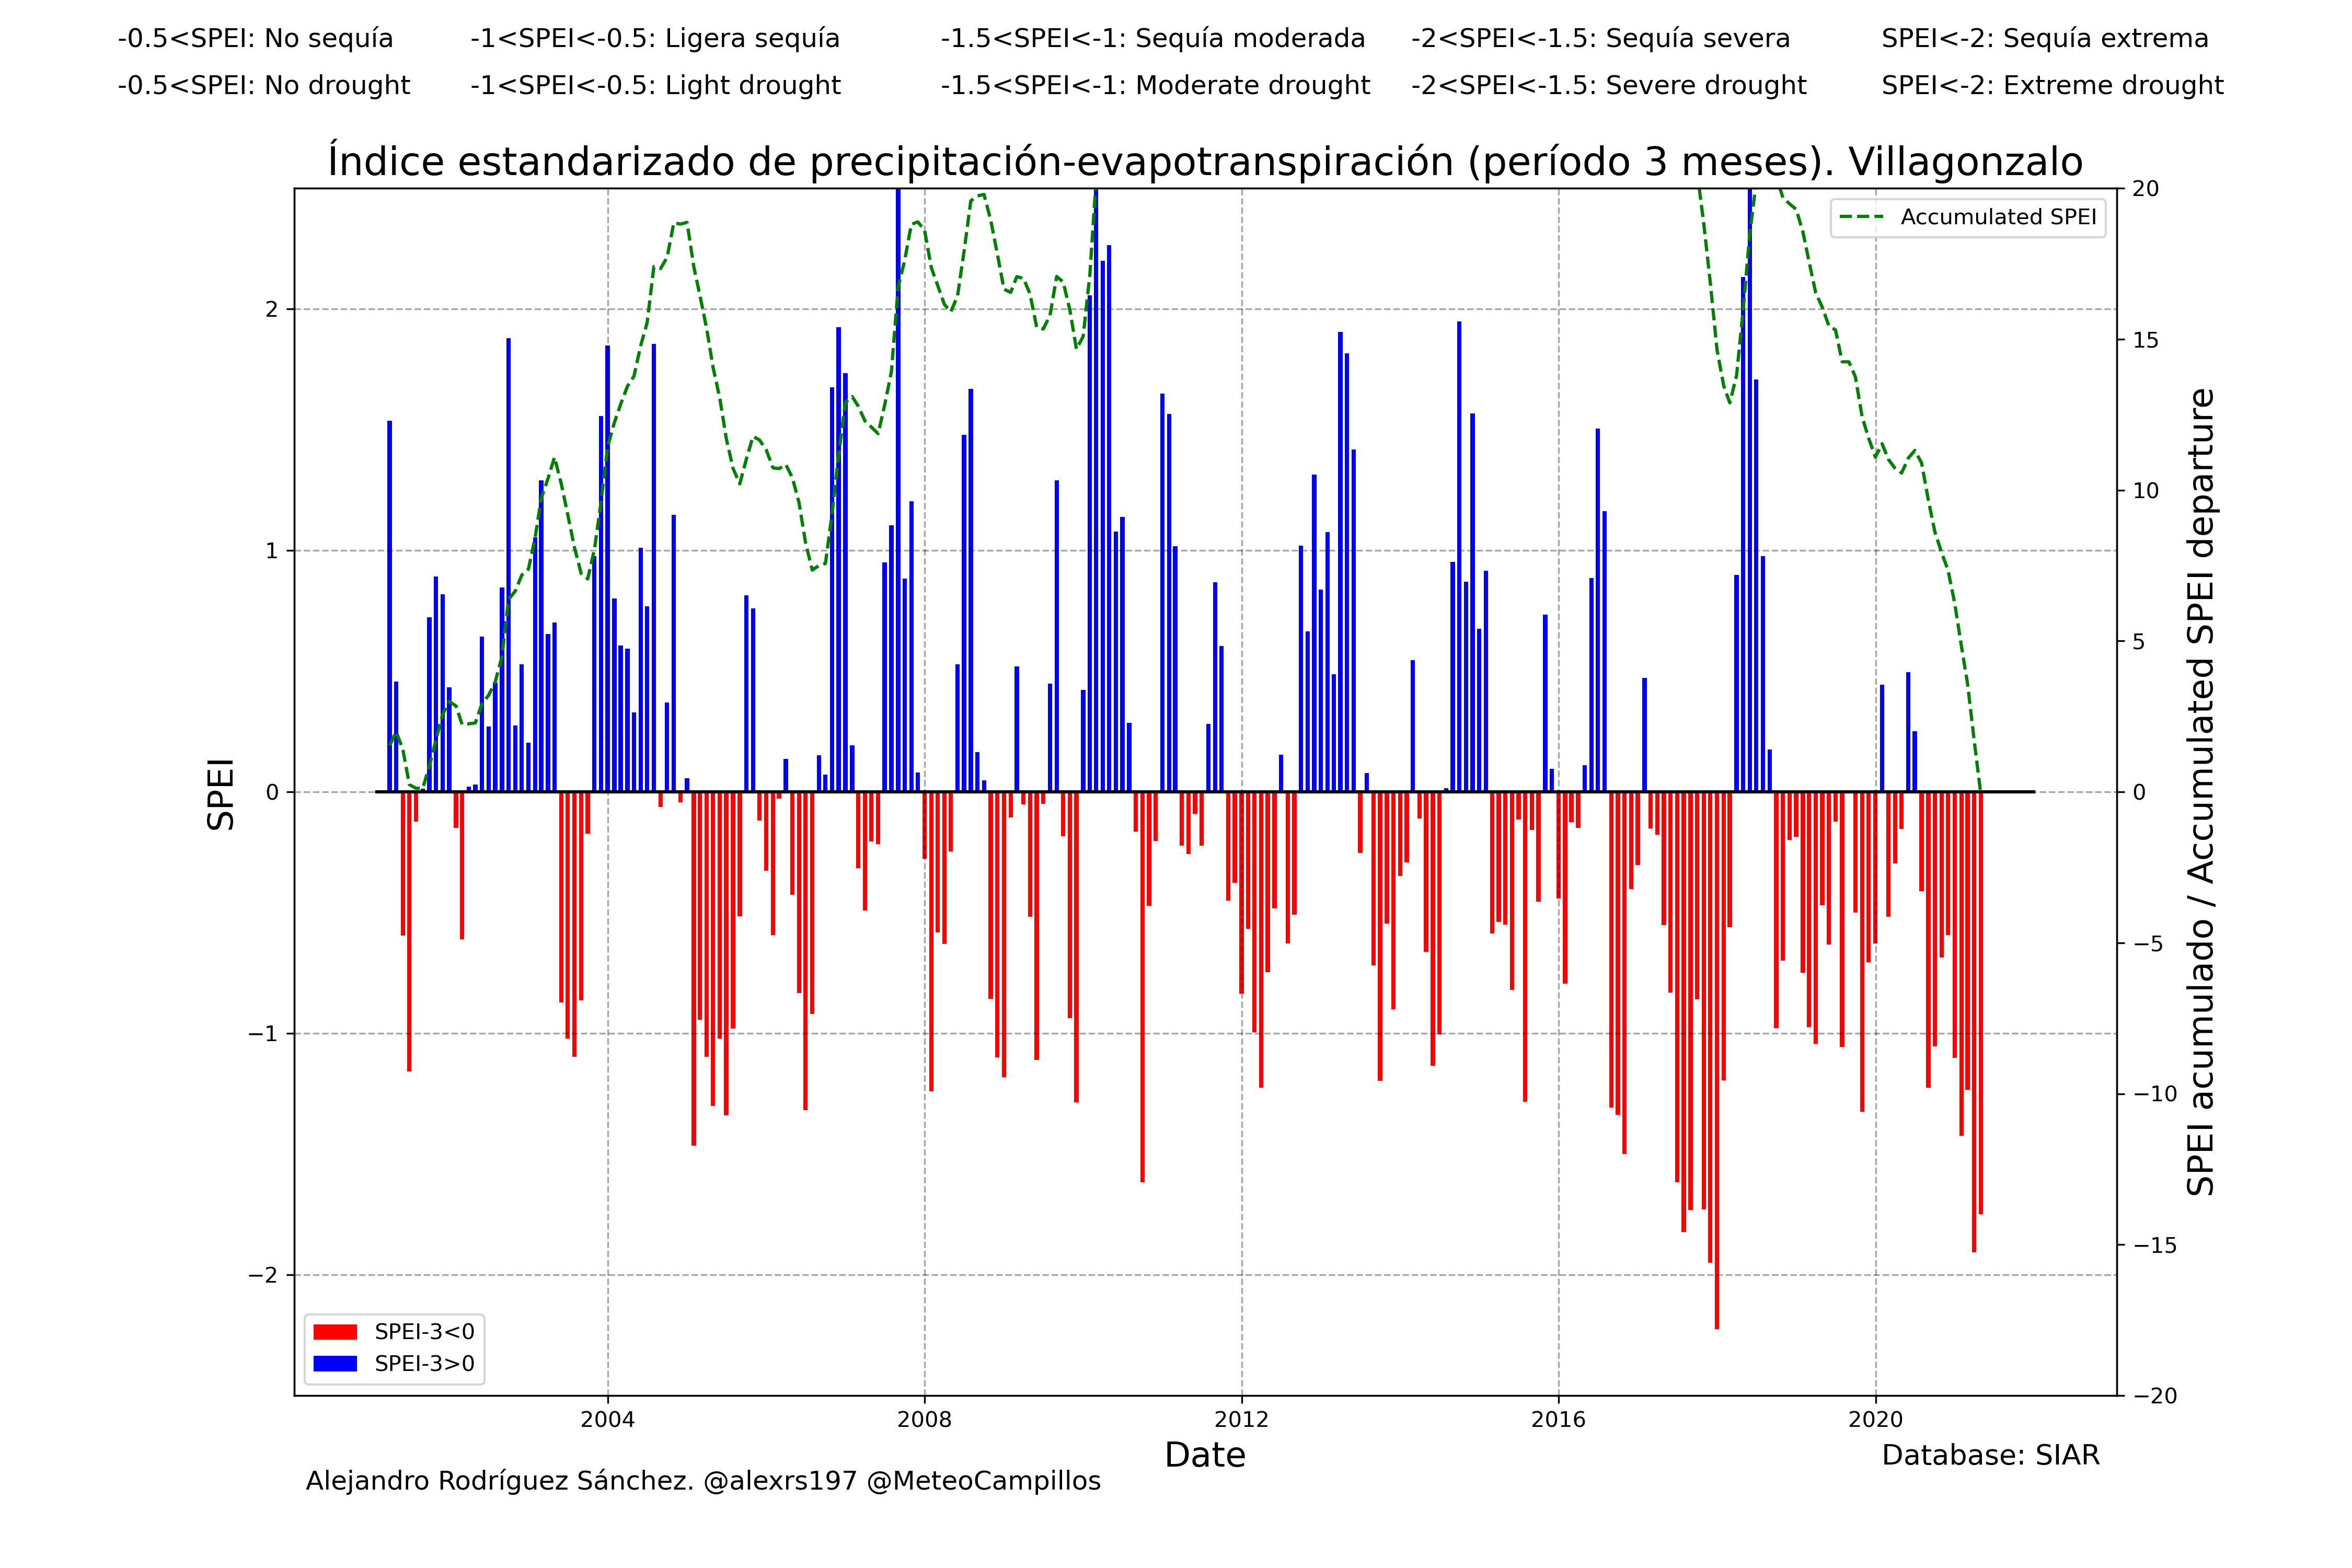 -0.5<SPEI: No sequía -1<SPEI<-0.5: Ligera sequía -1.5<SPEI<-1: Sequía moderada -2<SPEI<-1.5: Sequía severa SPEI<-2: Sequía extrema
-0.5<SPEI: No drought -1<SPEI<-0.5: Light drought -1.5<SPEI<-1: Moderate drought -2<SPEI<-1.5: Severe drought SPEI<-2: Extreme drought
Índice estandarizado de precipitación-evapotranspiración (período 3 meses). Villagonzalo
Accumulated SPEI
2
1
0
−1
−2
SPEI
20
15
10
5
0
−5
−10
−15
−20
SPEI acumulado / Accumulated SPEI departure
SPEI-3<0
SPEI-3>0
2004 2008 2012 2016 2020
Date
Database: SIAR
Alejandro Rodríguez Sánchez. @alexrs197 @MeteoCampillos